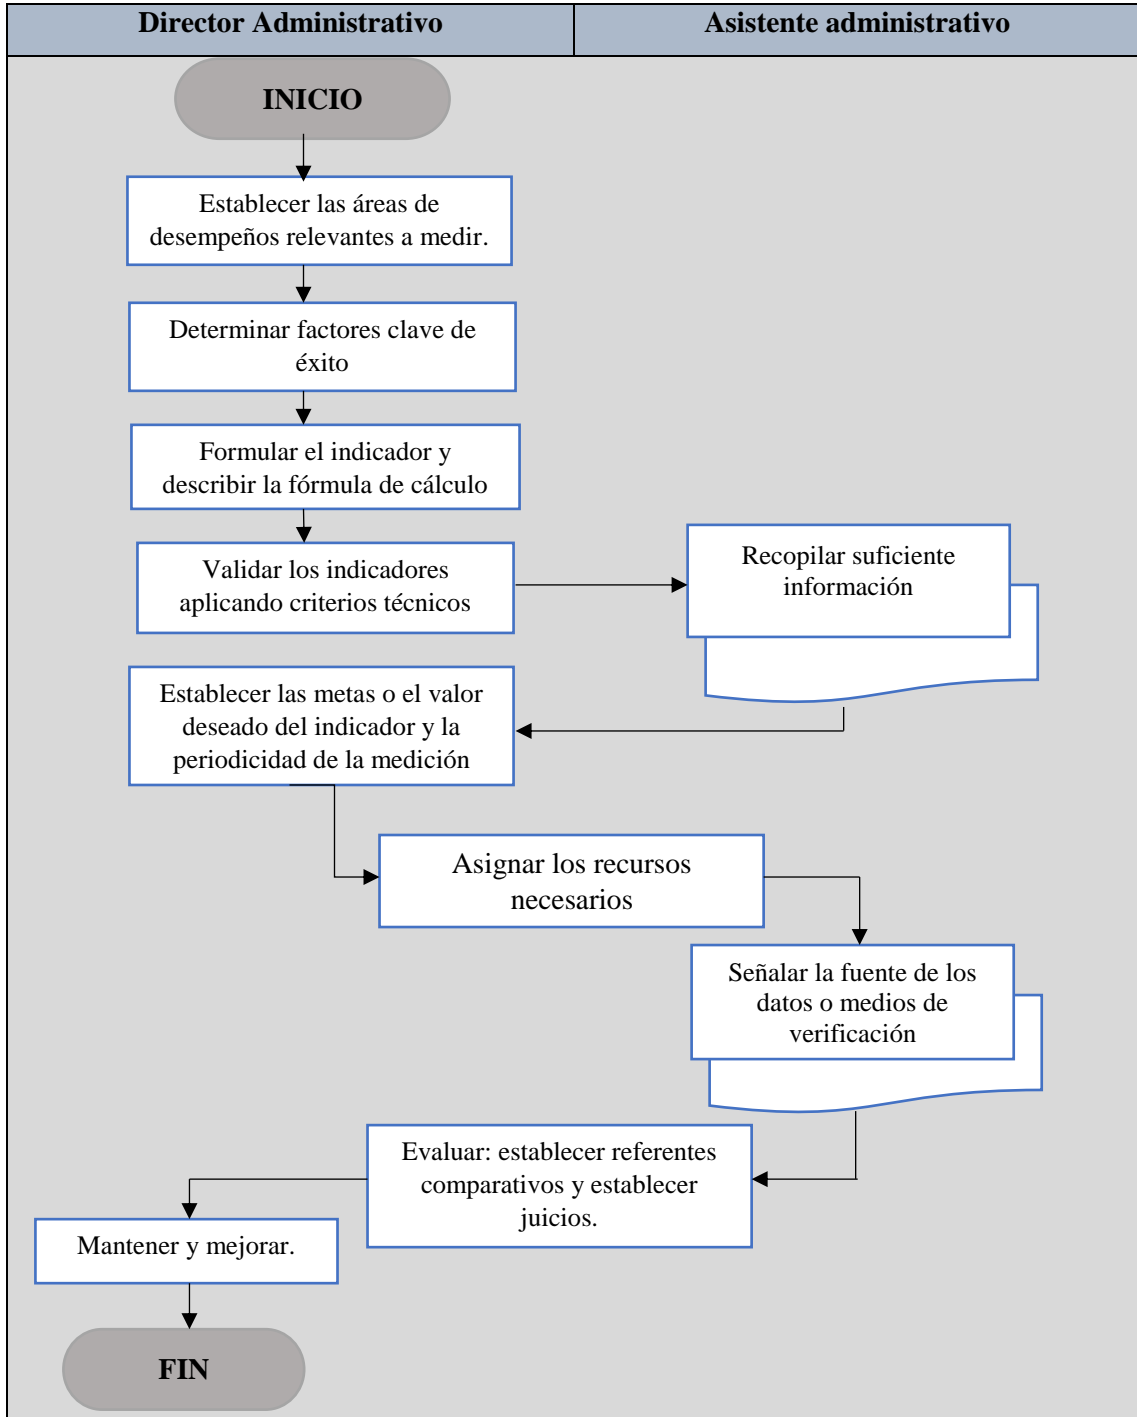 Director Administrativo
Asistente administrativo
INICIO
Establecer las áreas de
desempeños relevantes a medir.
Determinar factores clave de
éxito
Formular el indicador y
describir la fórmula de cálculo
Validar los indicadores
aplicando criterios técnicos
Recopilar suficiente
información
Establecer las metas o el valor
deseado del indicador y la
periodicidad de la medición
Asignar los recursos
necesarios
Señalar la fuente de los
datos o medios de
verificación
Evaluar: establecer referentes
comparativos y establecer
juicios.
Mantener y mejorar.
FIN